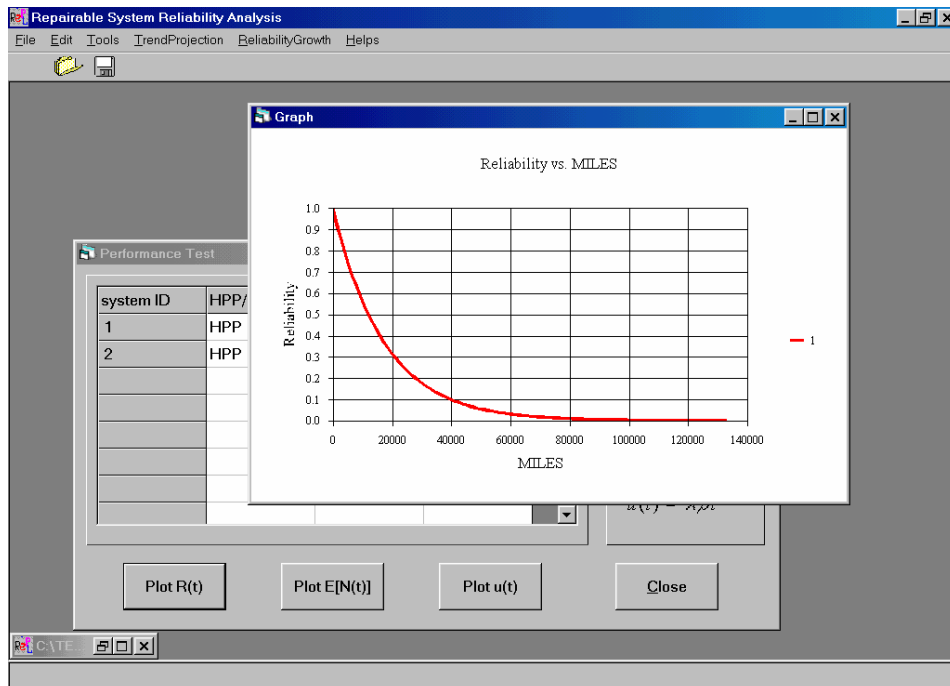 Repairable System Reliability Analysis
File Edit Tools TrendProjection ReliabilityGrowth Helps
Graph
Reliability vs. MILES
1.0
0.9
0.8
0.7
0.6
0.5
0.4
0.3
0.2
0.1
0.0
Reliability
0 20000 40000 60000 80000 100000 120000 140000
MILES
1
Performance Test
system ID HPP/
1 HPP
2 HPP
Plot R(t) Plot E[N(t)] Plot u(t) Close
C:\TE...